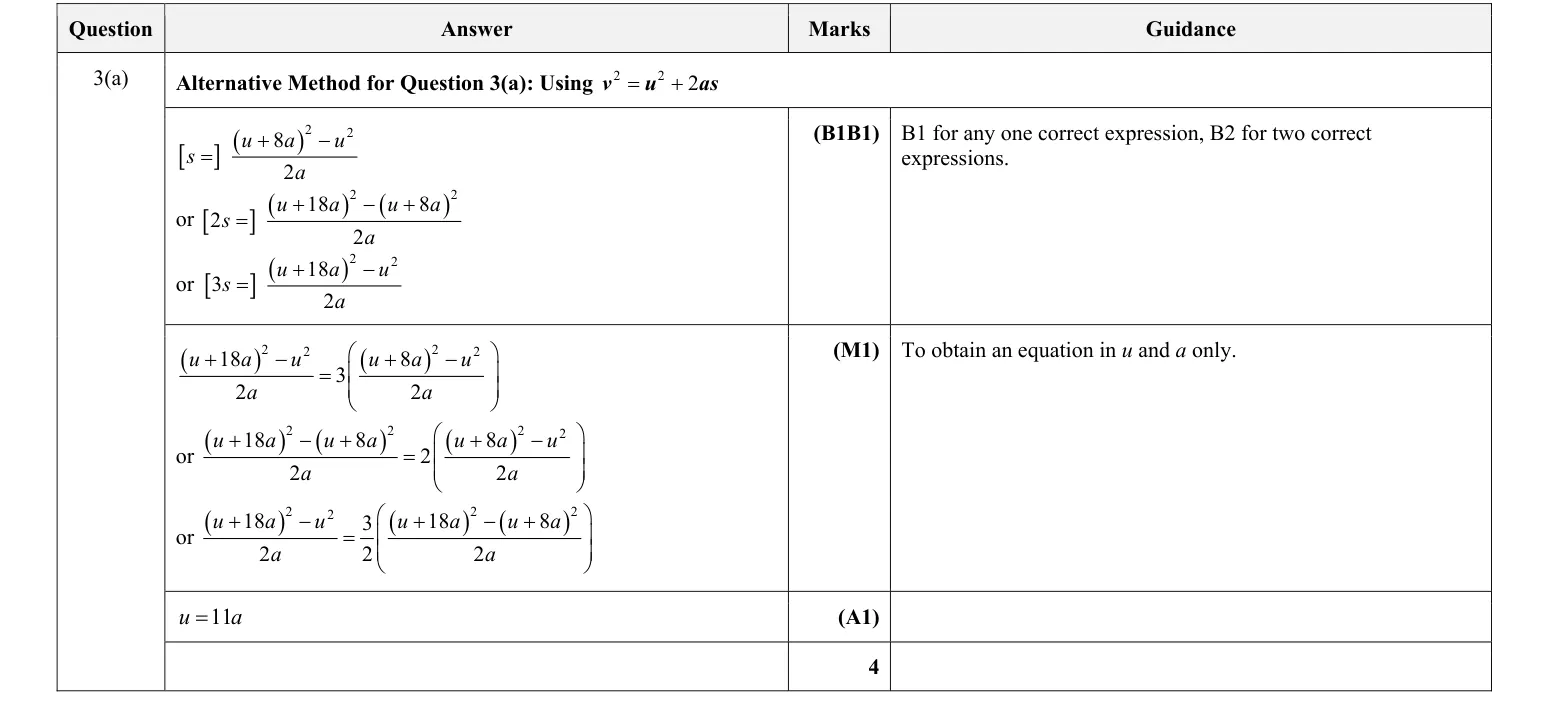 Question Answer Marks Guidance
3(a) Alternative Method for Question 3(a): Using v² = u² + 2as
[s =] ((u + 8a)² − u²) / 2a (B1B1) B1 for any one correct expression, B2 for two correct
expressions.
or [2s =] ((u + 18a)² − (u + 8a)²) / 2a
or [3s =] ((u + 18a)² − u²) / 2a
((u + 18a)² − u²) / 2a = 3(((u + 8a)² − u²) / 2a) (M1) To obtain an equation in u and a only.
or ((u + 18a)² − (u + 8a)²) / 2a = 2(((u + 8a)² − u²) / 2a)
or ((u + 18a)² − u²) / 2a = 3/2(((u + 18a)² − (u + 8a)²) / 2a)
u = 11a (A1)
4